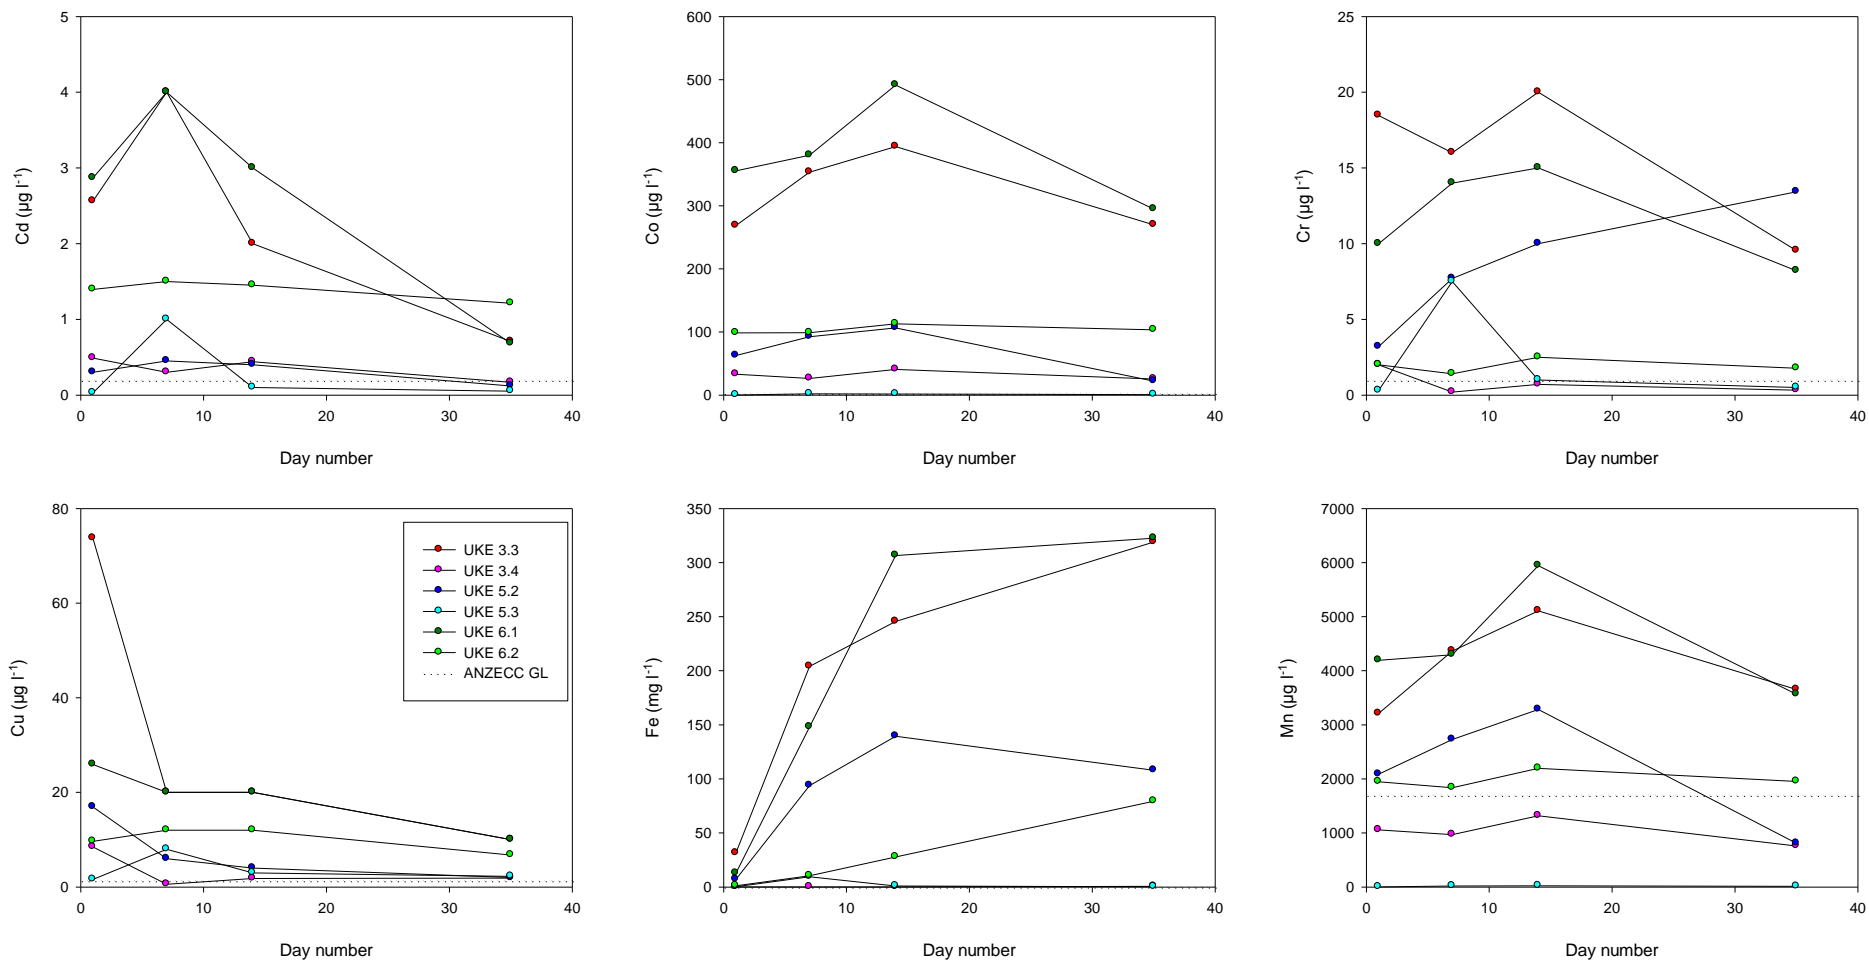 5
4
3
2
1
0
0 10 20 30 40
Cd (µg l⁻¹)
Day number
600
500
400
300
200
100
0
0 10 20 30 40
Co (µg l⁻¹)
Day number
25
20
15
10
5
0
0 10 20 30 40
Cr (µg l⁻¹)
Day number
80
60
40
20
0
0 10 20 30 40
Cu (µg l⁻¹)
Day number
UKE 3.3
UKE 3.4
UKE 5.2
UKE 5.3
UKE 6.1
UKE 6.2
ANZECC GL
350
300
250
200
150
100
50
0
0 10 20 30 40
Fe (mg l⁻¹)
Day number
7000
6000
5000
4000
3000
2000
1000
0
0 10 20 30 40
Mn (µg l⁻¹)
Day number